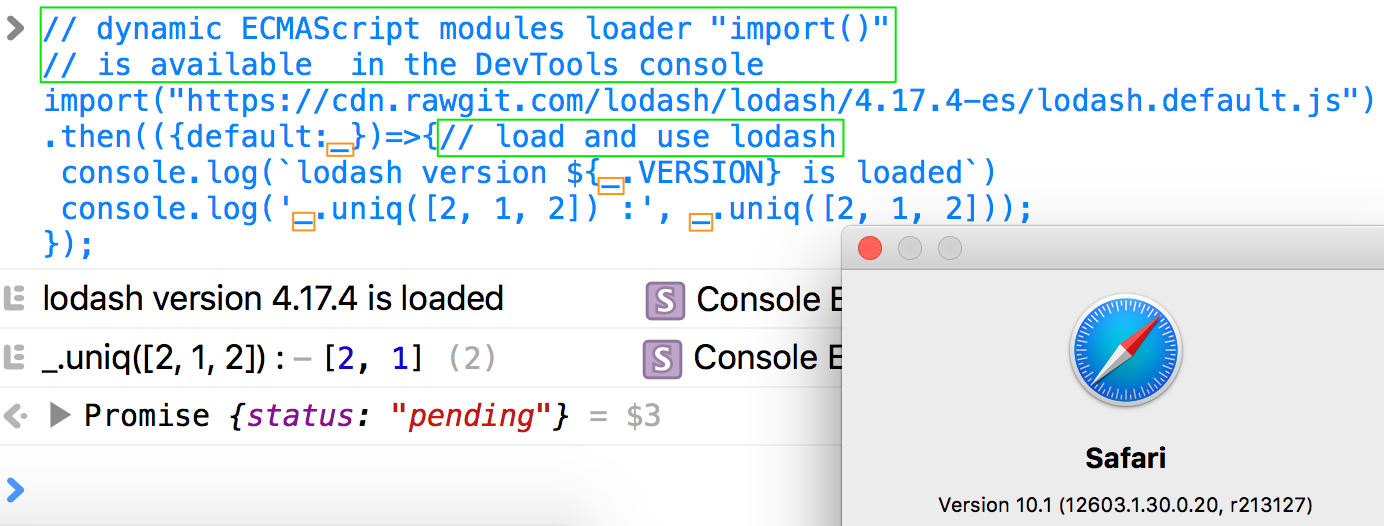 // dynamic ECMAScript modules loader "import()"
// is available  in the DevTools console
import("https://cdn.rawgit.com/lodash/lodash/4.17.4-es/lodash.default.js")
.then(({default:_})=>{// load and use lodash
 console.log(`lodash version ${_.VERSION} is loaded`)
 console.log('_.uniq([2, 1, 2]) :', _.uniq([2, 1, 2]));
});
lodash version 4.17.4 is loaded S Console E
_.uniq([2, 1, 2]) : – [2, 1] (2) S Console E
Promise {status: "pending"} = $3
Safari
Version 10.1 (12603.1.30.0.20, r213127)